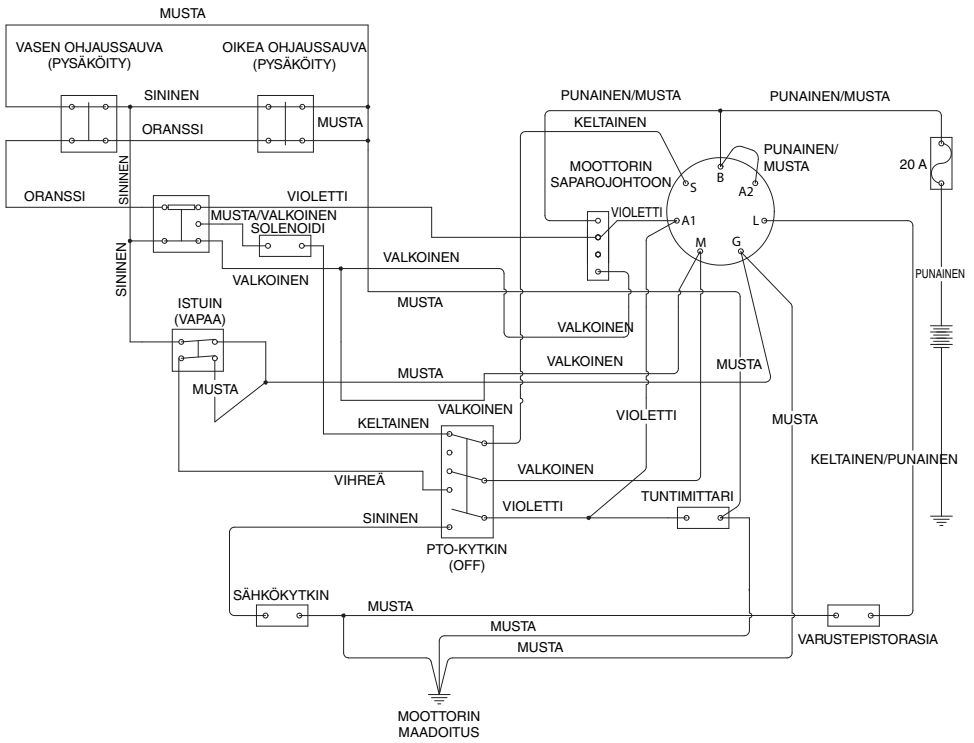 MUSTA
VASEN OHJAUSSAUVA
(PYSÄKÖITY)
OIKEA OHJAUSSAUVA
(PYSÄKÖITY)
SININEN
MUSTA
ORANSSI
SININEN
ORANSSI
VIOLETTI
MUSTA/VALKOINEN
SOLENOIDI
PUNAINEN/MUSTA
PUNAINEN/MUSTA
KELTAINEN
MOOTTORIN
SAPAROJOHTOON
PUNAINEN/
MUSTA
20 A
B
S
A2
VIOLETTI
A1
L
M
G
SININEN
VALKOINEN
VALKOINEN
PUNAINEN
ISTUIN
(VAPAA)
MUSTA
VALKOINEN
VALKOINEN
MUSTA
MUSTA
MUSTA
VALKOINEN
VIOLETTI
MUSTA
KELTAINEN
KELTAINEN/PUNAINEN
VALKOINEN
VIHREÄ
TUNTIMITTARI
VIOLETTI
SININEN
PTO-KYTKIN
(OFF)
SÄHKÖKYTKIN
MUSTA
MUSTA
VARUSTEPISTORASIA
MUSTA
MOOTTORIN
MAADOITUS